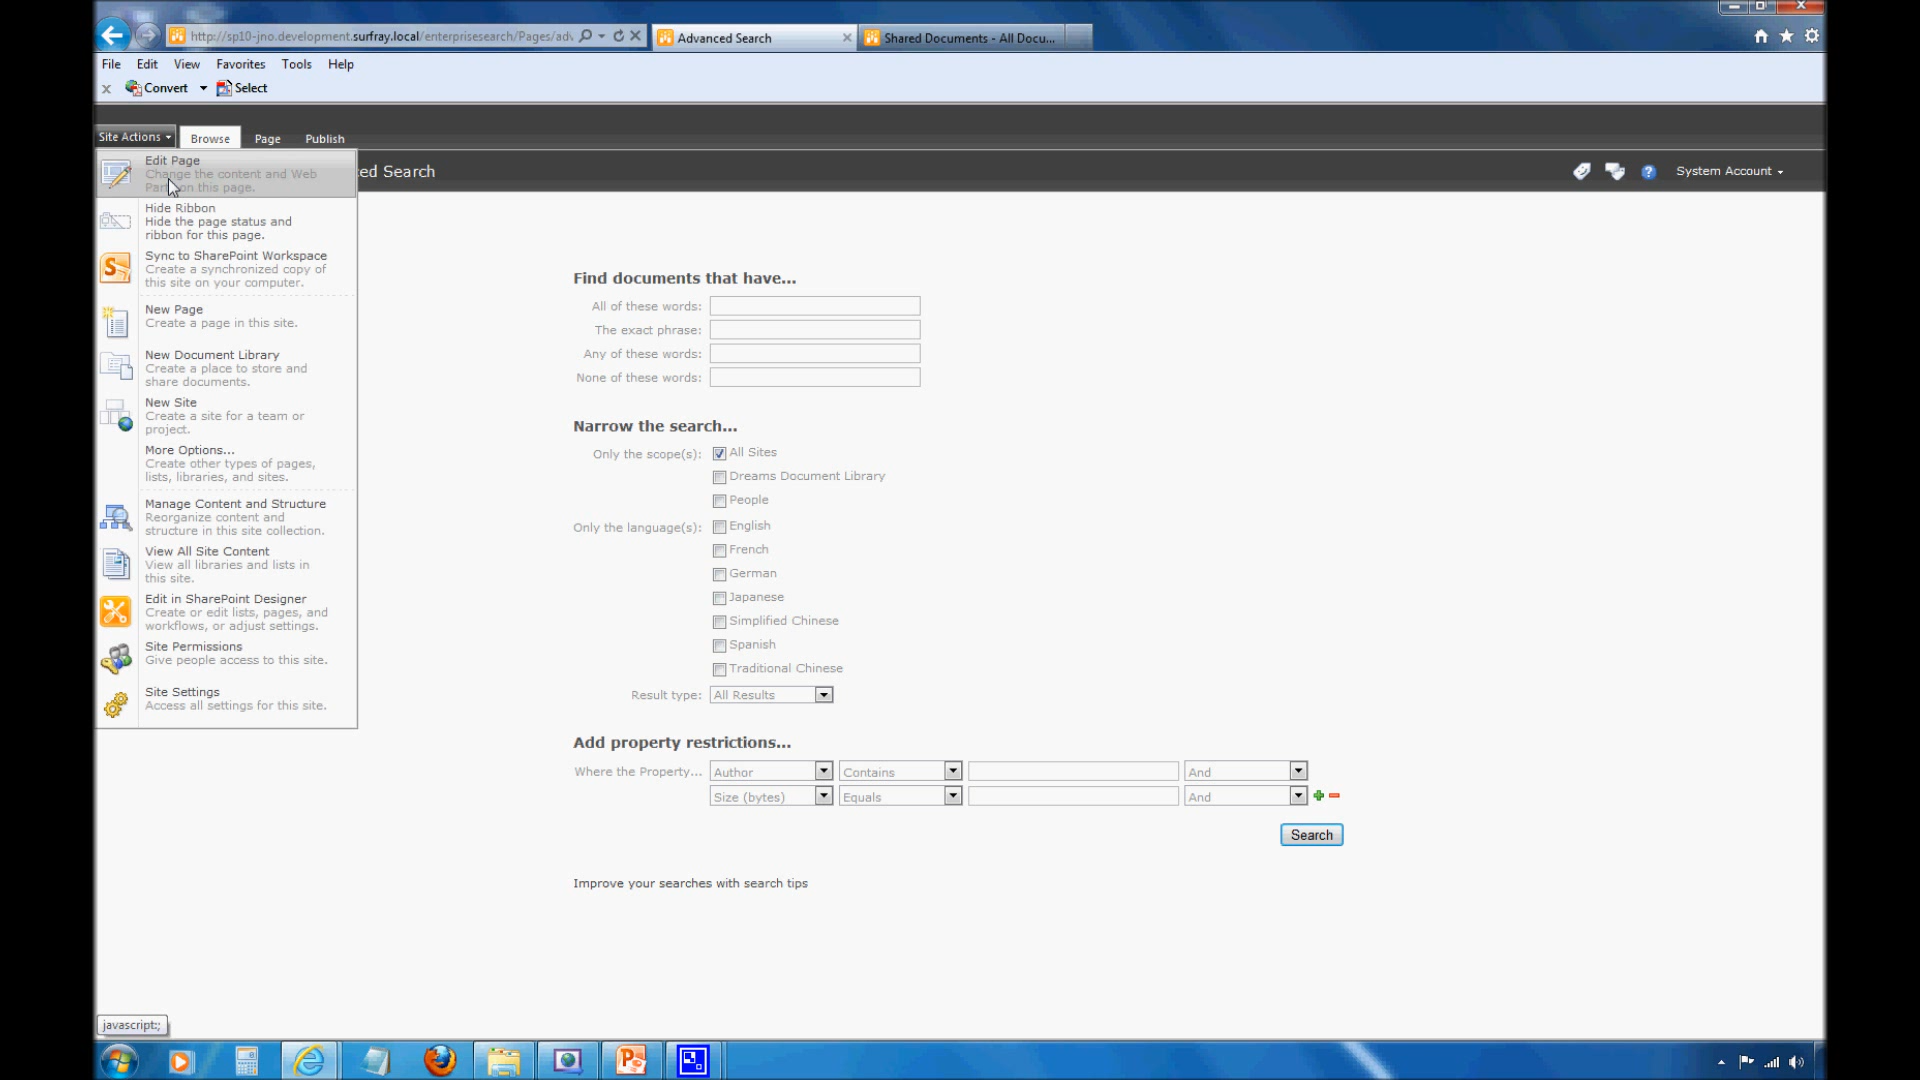 http://sp10-jno.development.surfray.local/enterprisesearch/Pages/adv
Advanced Search
Shared Documents - All Docu...
File Edit View Favorites Tools Help
x Convert Select
Site Actions Browse Page Publish
Edit Page
Change the content and Web
Parts on this page.
ed Search
System Account
Hide Ribbon
Hide the page status and
ribbon for this page.
Sync to SharePoint Workspace
Create a synchronized copy of
this site on your computer.
New Page
Create a page in this site.
New Document Library
Create a place to store and
share documents.
New Site
Create a site for a team or
project.
More Options...
Create other types of pages,
lists, libraries, and sites.
Manage Content and Structure
Reorganize content and
structure in this site collection.
View All Site Content
View all libraries and lists in
this site.
Edit in SharePoint Designer
Create or edit lists, pages, and
workflows, or adjust settings.
Site Permissions
Give people access to this site.
Site Settings
Access all settings for this site.
Find documents that have...
All of these words:
The exact phrase:
Any of these words:
None of these words:
Narrow the search...
Only the scope(s): All Sites
Dreams Document Library
People
Only the language(s): English
French
German
Japanese
Simplified Chinese
Spanish
Traditional Chinese
Result type: All Results
Add property restrictions...
Where the Property... Author Contains And
Size (bytes) Equals And
Search
Improve your searches with search tips
javascript:;